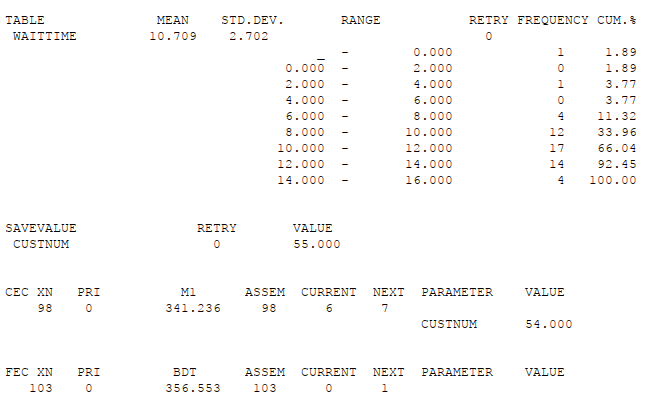 TABLE MEAN STD.DEV. RANGE RETRY FREQUENCY CUM.%
WAITTIME 10.709 2.702 0
_ - 0.000 1 1.89
0.000 - 2.000 0 1.89
2.000 - 4.000 1 3.77
4.000 - 6.000 0 3.77
6.000 - 8.000 4 11.32
8.000 - 10.000 12 33.96
10.000 - 12.000 17 66.04
12.000 - 14.000 14 92.45
14.000 - 16.000 4 100.00
SAVEVALUE RETRY VALUE
CUSTNUM 0 55.000
CEC XN PRI M1 ASSEM CURRENT NEXT PARAMETER VALUE
98 0 341.236 98 6 7
CUSTNUM 54.000
FEC XN PRI BDT ASSEM CURRENT NEXT PARAMETER VALUE
103 0 356.553 103 0 1